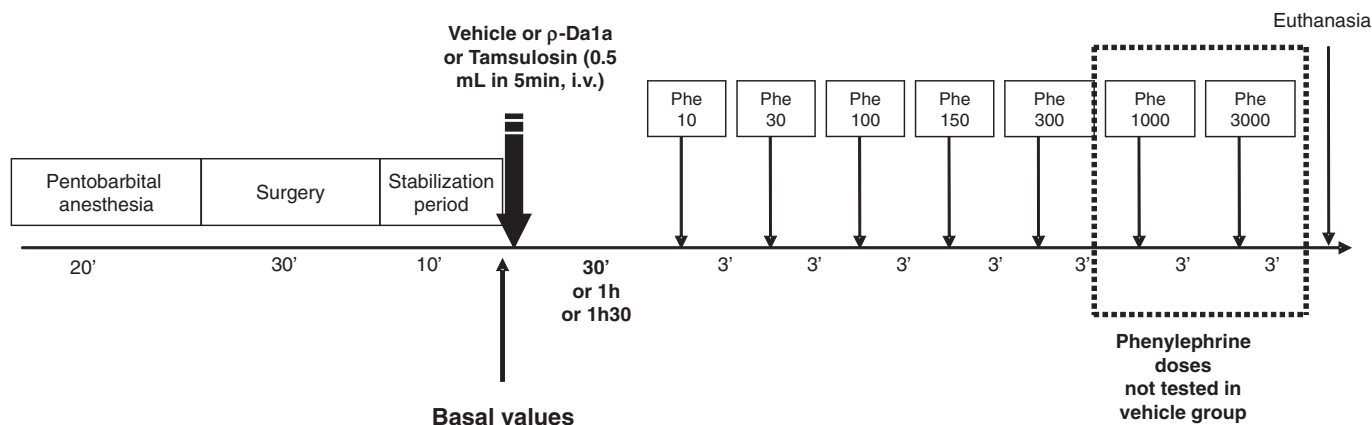 Euthanasia
Vehicle or ρ-Da1a
or Tamsulosin (0.5
mL in 5min, i.v.)
Phe
10
Phe
30
Phe
100
Phe
150
Phe
300
Phe
1000
Phe
3000
Pentobarbital
anesthesia
Surgery
Stabilization
period
20’
30’
10’
30’
or 1h
or 1h30
3’
3’
3’
3’
3’
3’
3’
Phenylephrine
doses
not tested in
vehicle group
Basal values